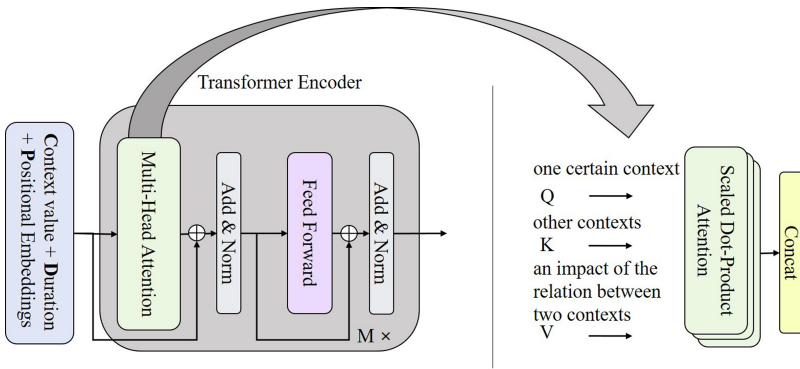 Transformer Encoder
Context value + Duration
+ Positional Embeddings
Multi-Head Attention
Add & Norm
Feed Forward
Add & Norm
M ×
one certain context
Q
other contexts
K
an impact of the
relation between
two contexts
V
Scaled Dot-Product
Attention
Concat